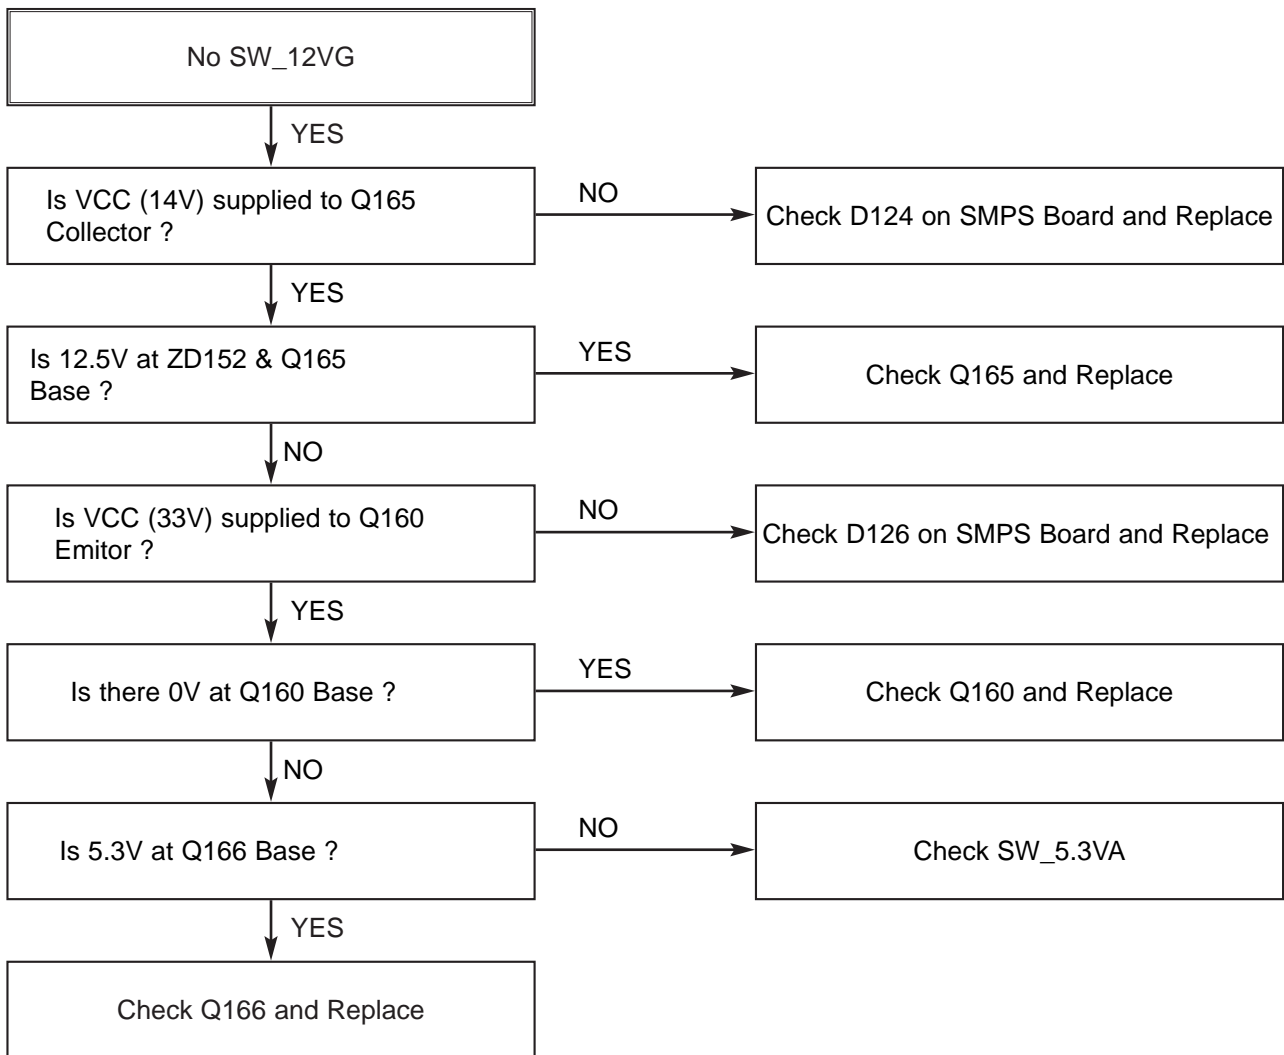 No SW_12VG
YES
Is VCC (14V) supplied to Q165
Collector ?
NO
Check D124 on SMPS Board and Replace
YES
Is 12.5V at ZD152 & Q165
Base ?
YES
Check Q165 and Replace
NO
Is VCC (33V) supplied to Q160
Emitor ?
NO
Check D126 on SMPS Board and Replace
YES
Is there 0V at Q160 Base ?
YES
Check Q160 and Replace
NO
Is 5.3V at Q166 Base ?
NO
Check SW_5.3VA
YES
Check Q166 and Replace